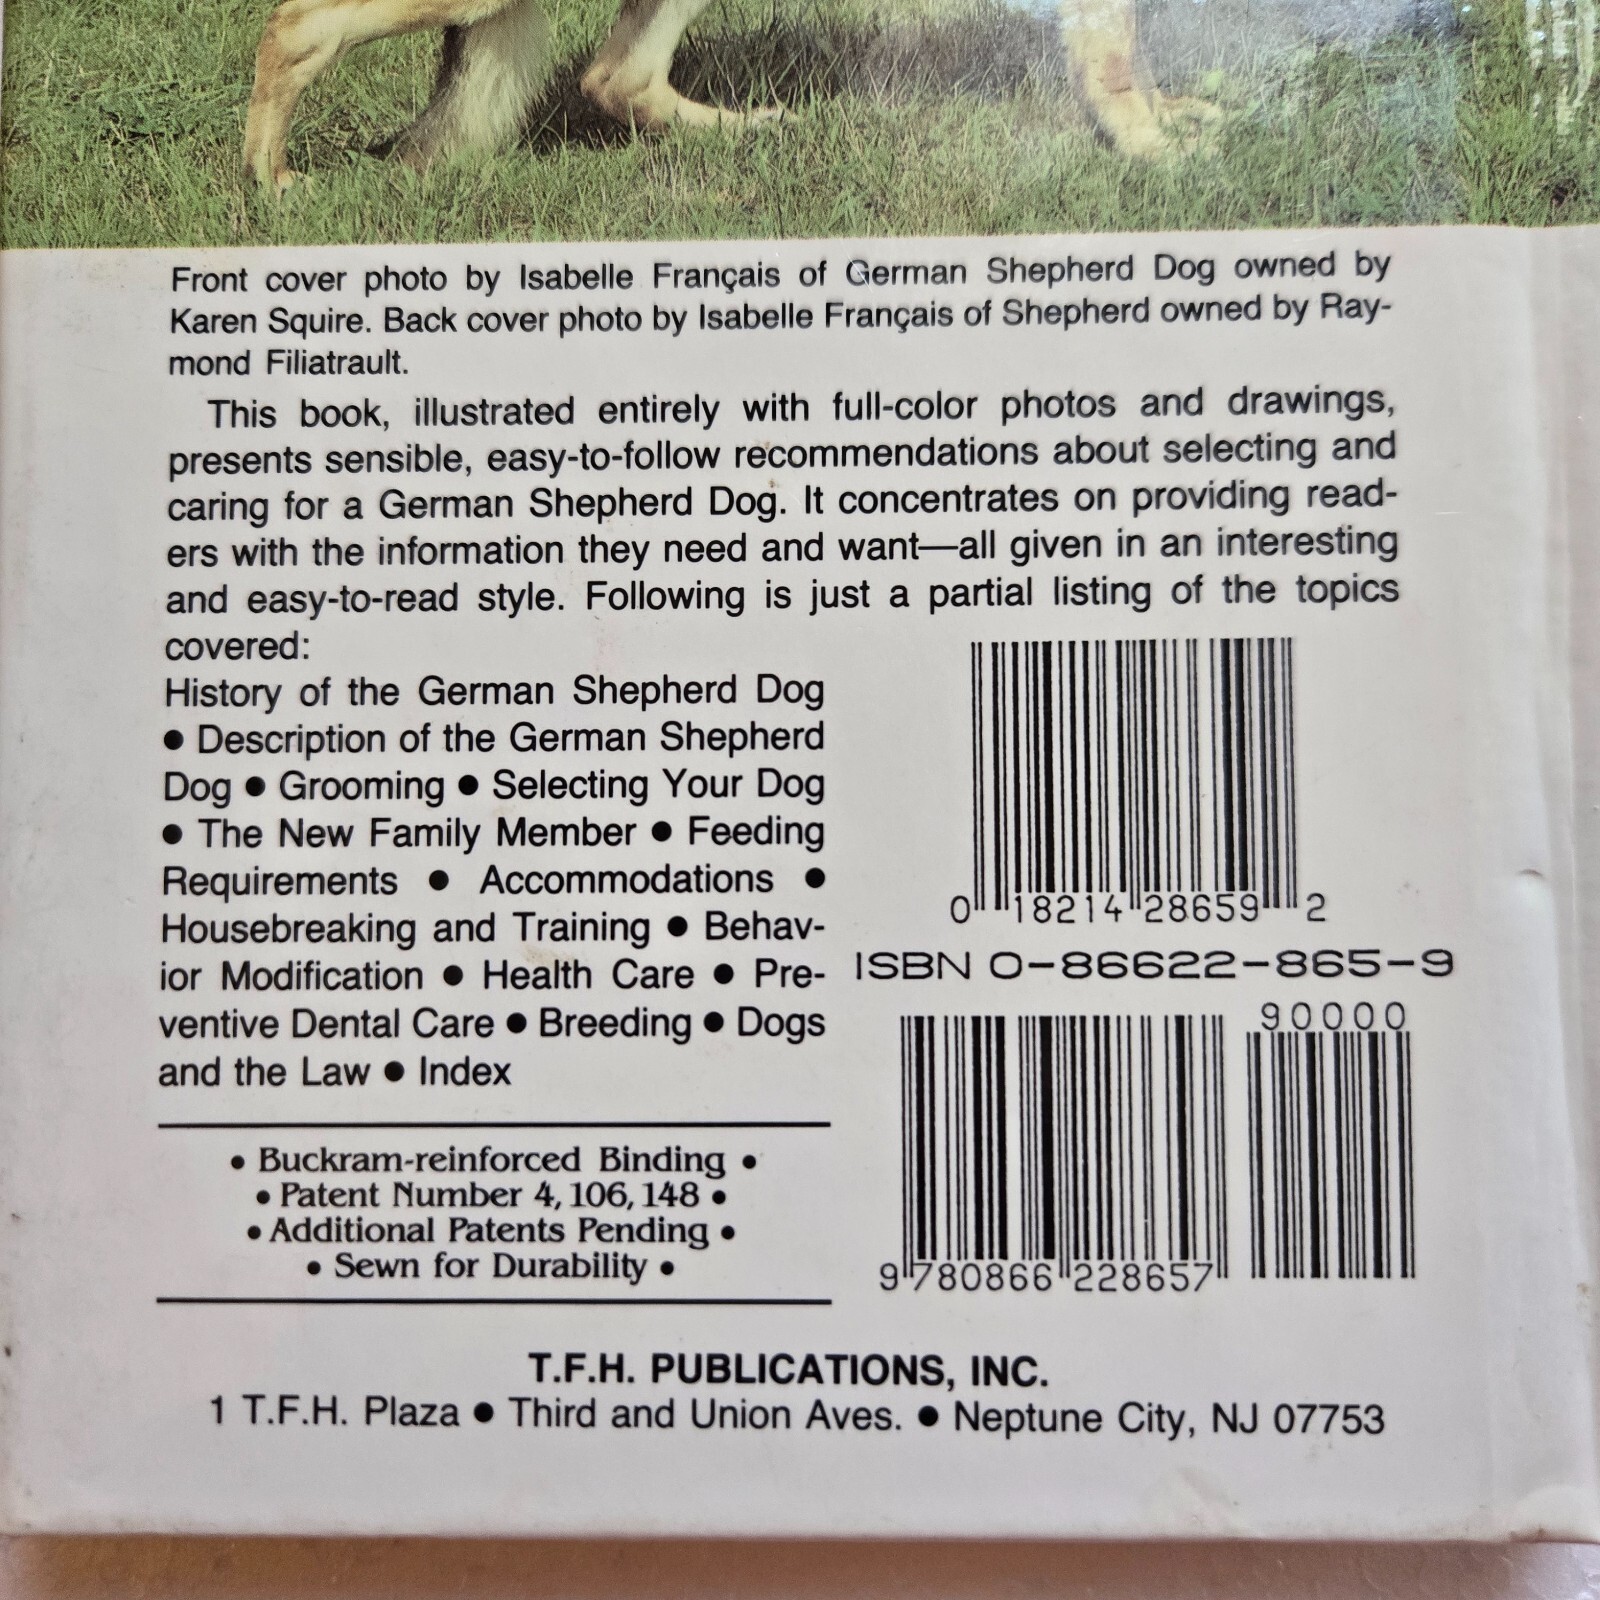 Front cover photo by Isabelle Français of German Shepherd Dog owned by
Karen Squire. Back cover photo by Isabelle Français of Shepherd owned by Ray-
mond Filiatrault.
This book, illustrated entirely with full-color photos and drawings,
presents sensible, easy-to-follow recommendations about selecting and
caring for a German Shepherd Dog. It concentrates on providing read-
ers with the information they need and want—all given in an interesting
and easy-to-read style. Following is just a partial listing of the topics
covered:
History of the German Shepherd Dog
● Description of the German Shepherd
Dog ● Grooming ● Selecting Your Dog
● The New Family Member ● Feeding
Requirements ● Accommodations ●
Housebreaking and Training ● Behav-
ior Modification ● Health Care ● Pre-
ventive Dental Care ● Breeding ● Dogs
and the Law ● Index
• Buckram-reinforced Binding •
• Patent Number 4,106,148 •
• Additional Patents Pending •
• Sewn for Durability •
0 18214 28659 2
ISBN 0-86622-865-9
90000
9 780866 228657
T.F.H. PUBLICATIONS, INC.
1 T.F.H. Plaza ● Third and Union Aves. ● Neptune City, NJ 07753